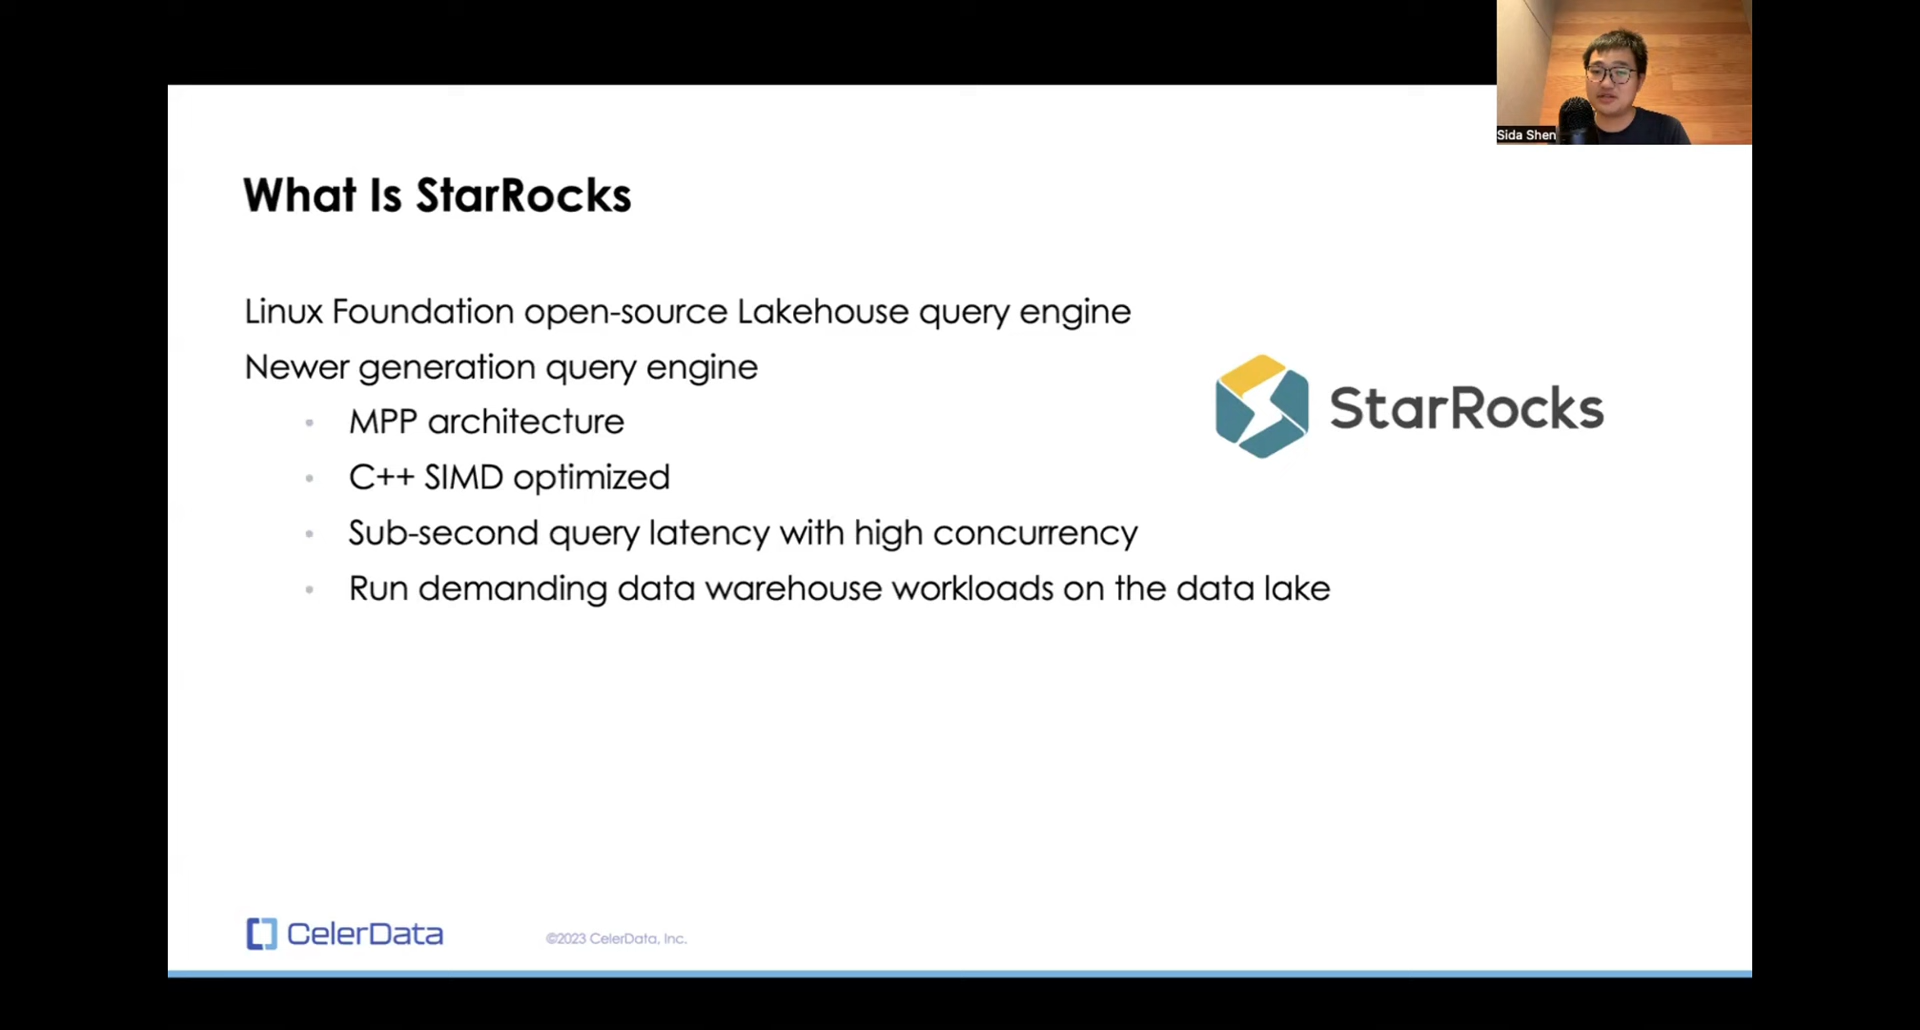 Sida Shen
What Is StarRocks
Linux Foundation open-source Lakehouse query engine
Newer generation query engine
• MPP architecture
• C++ SIMD optimized
• Sub-second query latency with high concurrency
• Run demanding data warehouse workloads on the data lake
StarRocks
CelerData
©2023 CelerData, Inc.